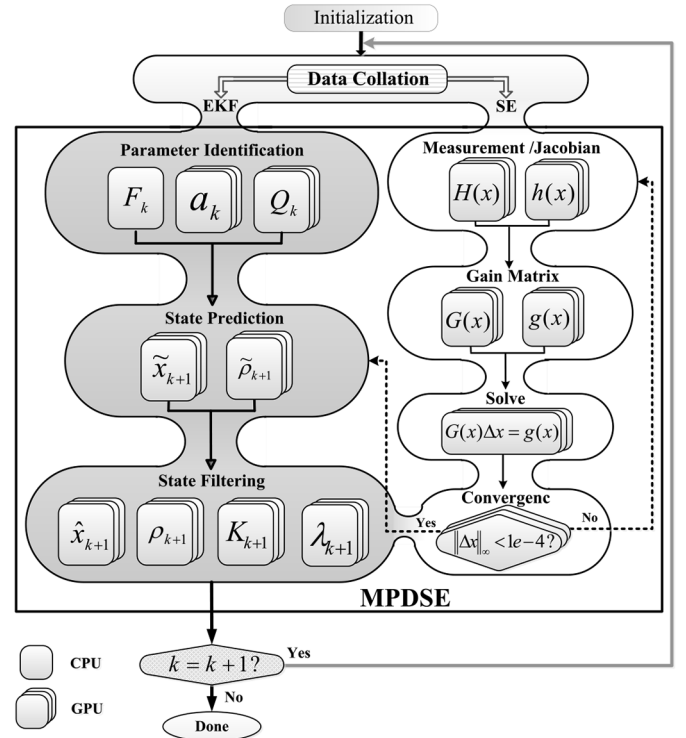 Initialization
Data Collation
EKF
SE
Parameter Identification
F_k
a_k
Q_k
Measurement /Jacobian
H(x)
h(x)
Gain Matrix
G(x)
g(x)
State Prediction
x̃_{k+1}
ρ̃_{k+1}
Solve
G(x)Δx = g(x)
State Filtering
x̂_{k+1}
ρ_{k+1}
K_{k+1}
λ_{k+1}
Convergenc
Yes
No
‖Δx‖_∞ <1e−4?
MPDSE
k = k +1?
Yes
No
Done
CPU
GPU